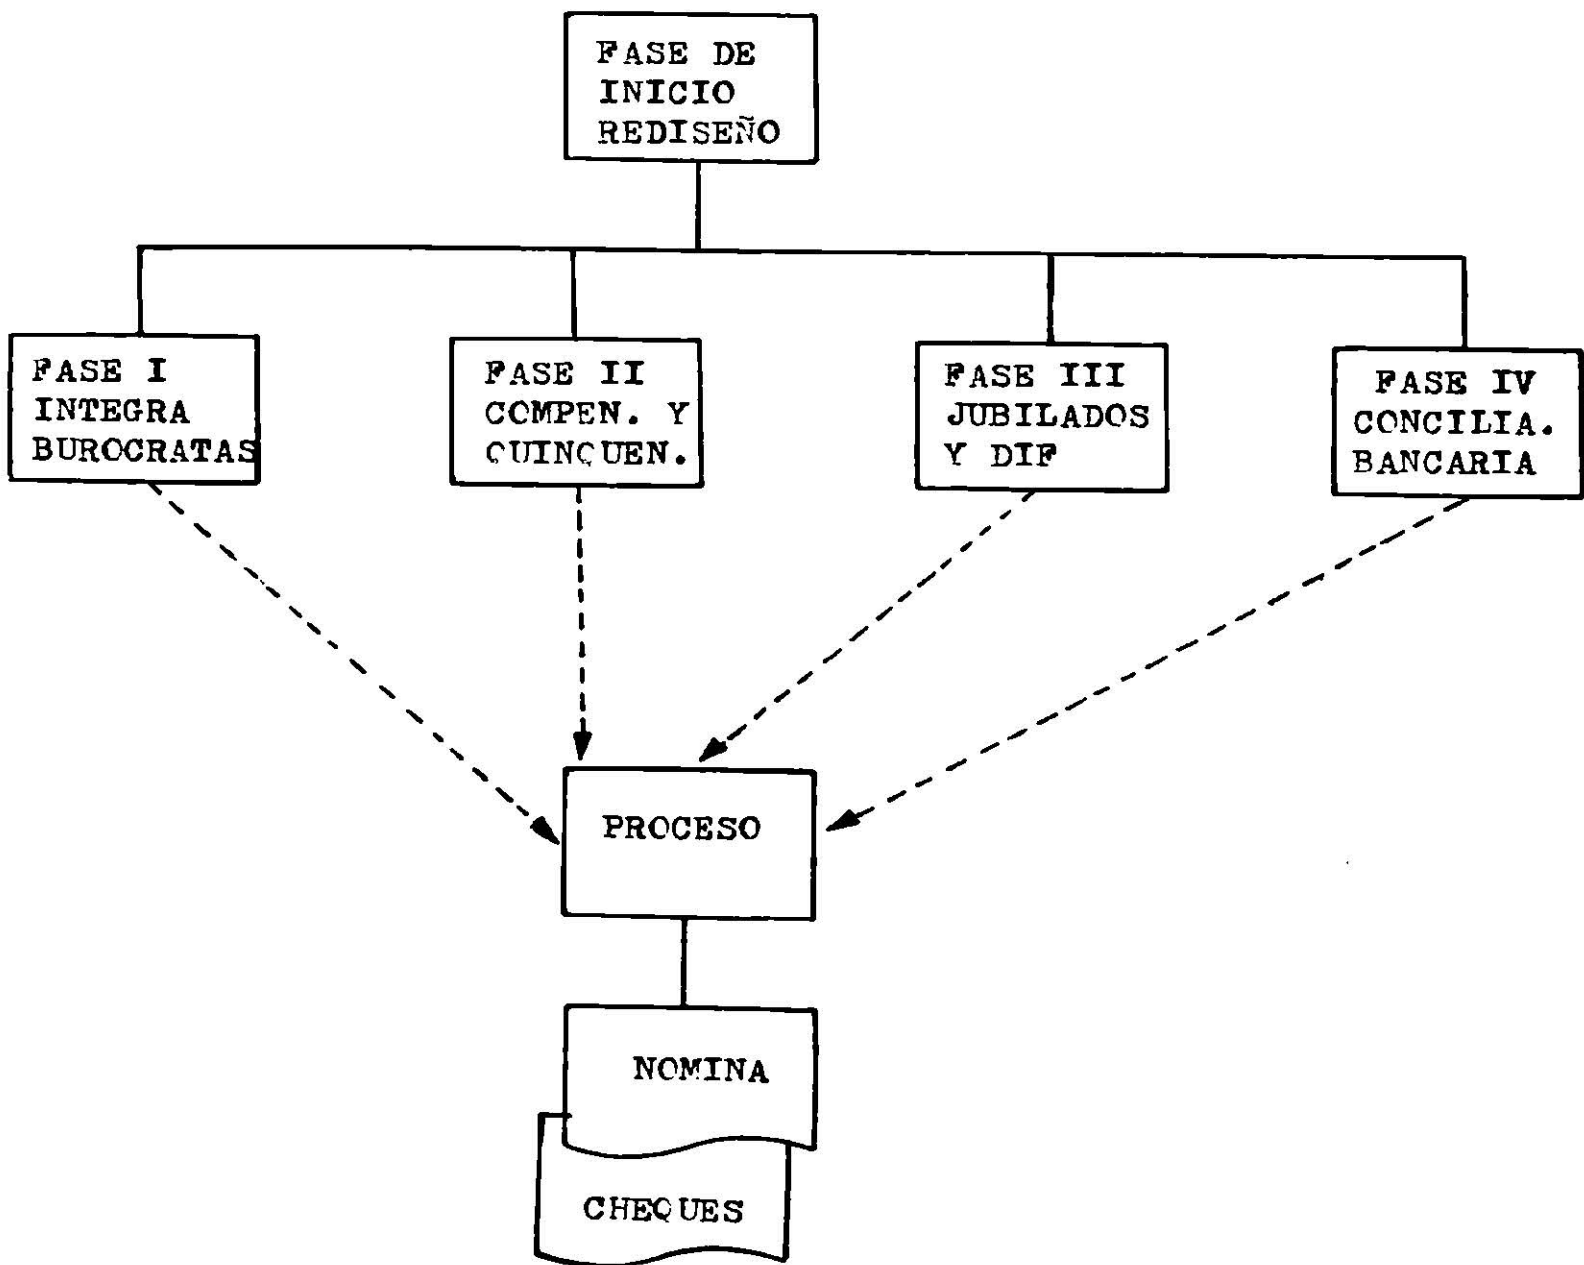 FASE DE
INICIO
REDISEÑO
FASE I
INTEGRA
BUROCRATAS
FASE II
COMPEN. Y
QUINQUEN.
FASE III
JUBILADOS
Y DIF
FASE IV
CONCILIA.
BANCARIA
PROCESO
NOMINA
CHEQUES